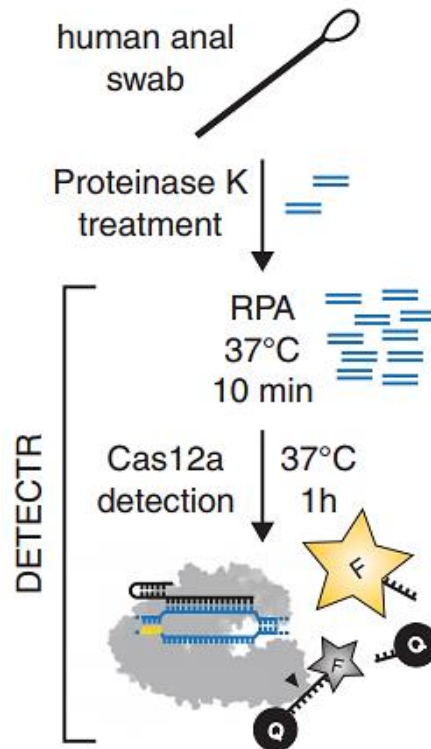 human anal
swab
Proteinase K
treatment
RPA
37°C
10 min
DETECTR
Cas12a
detection
37°C
1h
F
F
Q
Q